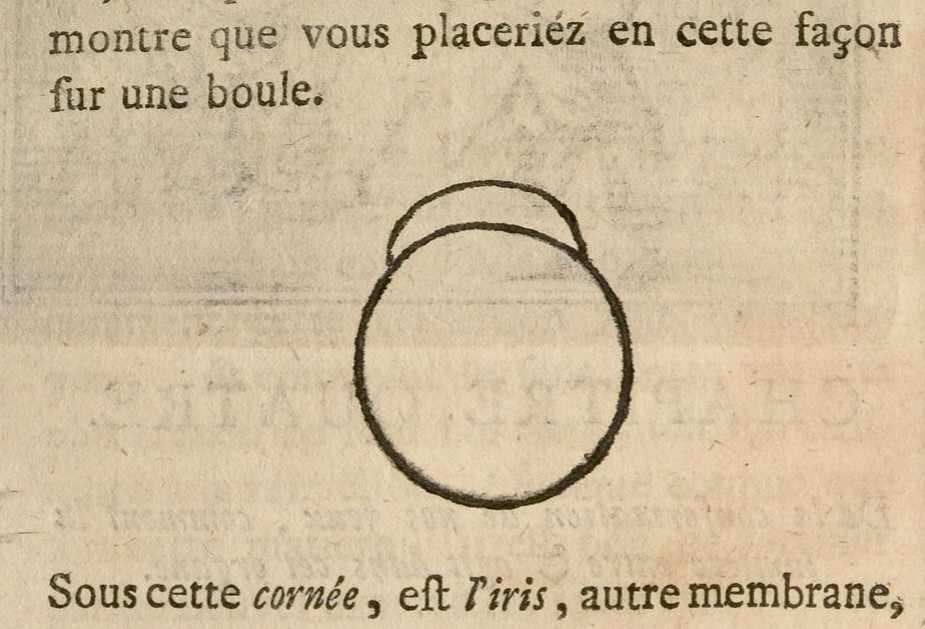 montre que vous placeriéz en cette façon
ſur une boule.
Sous cette cornée, eſt l'iris, autre membrane,